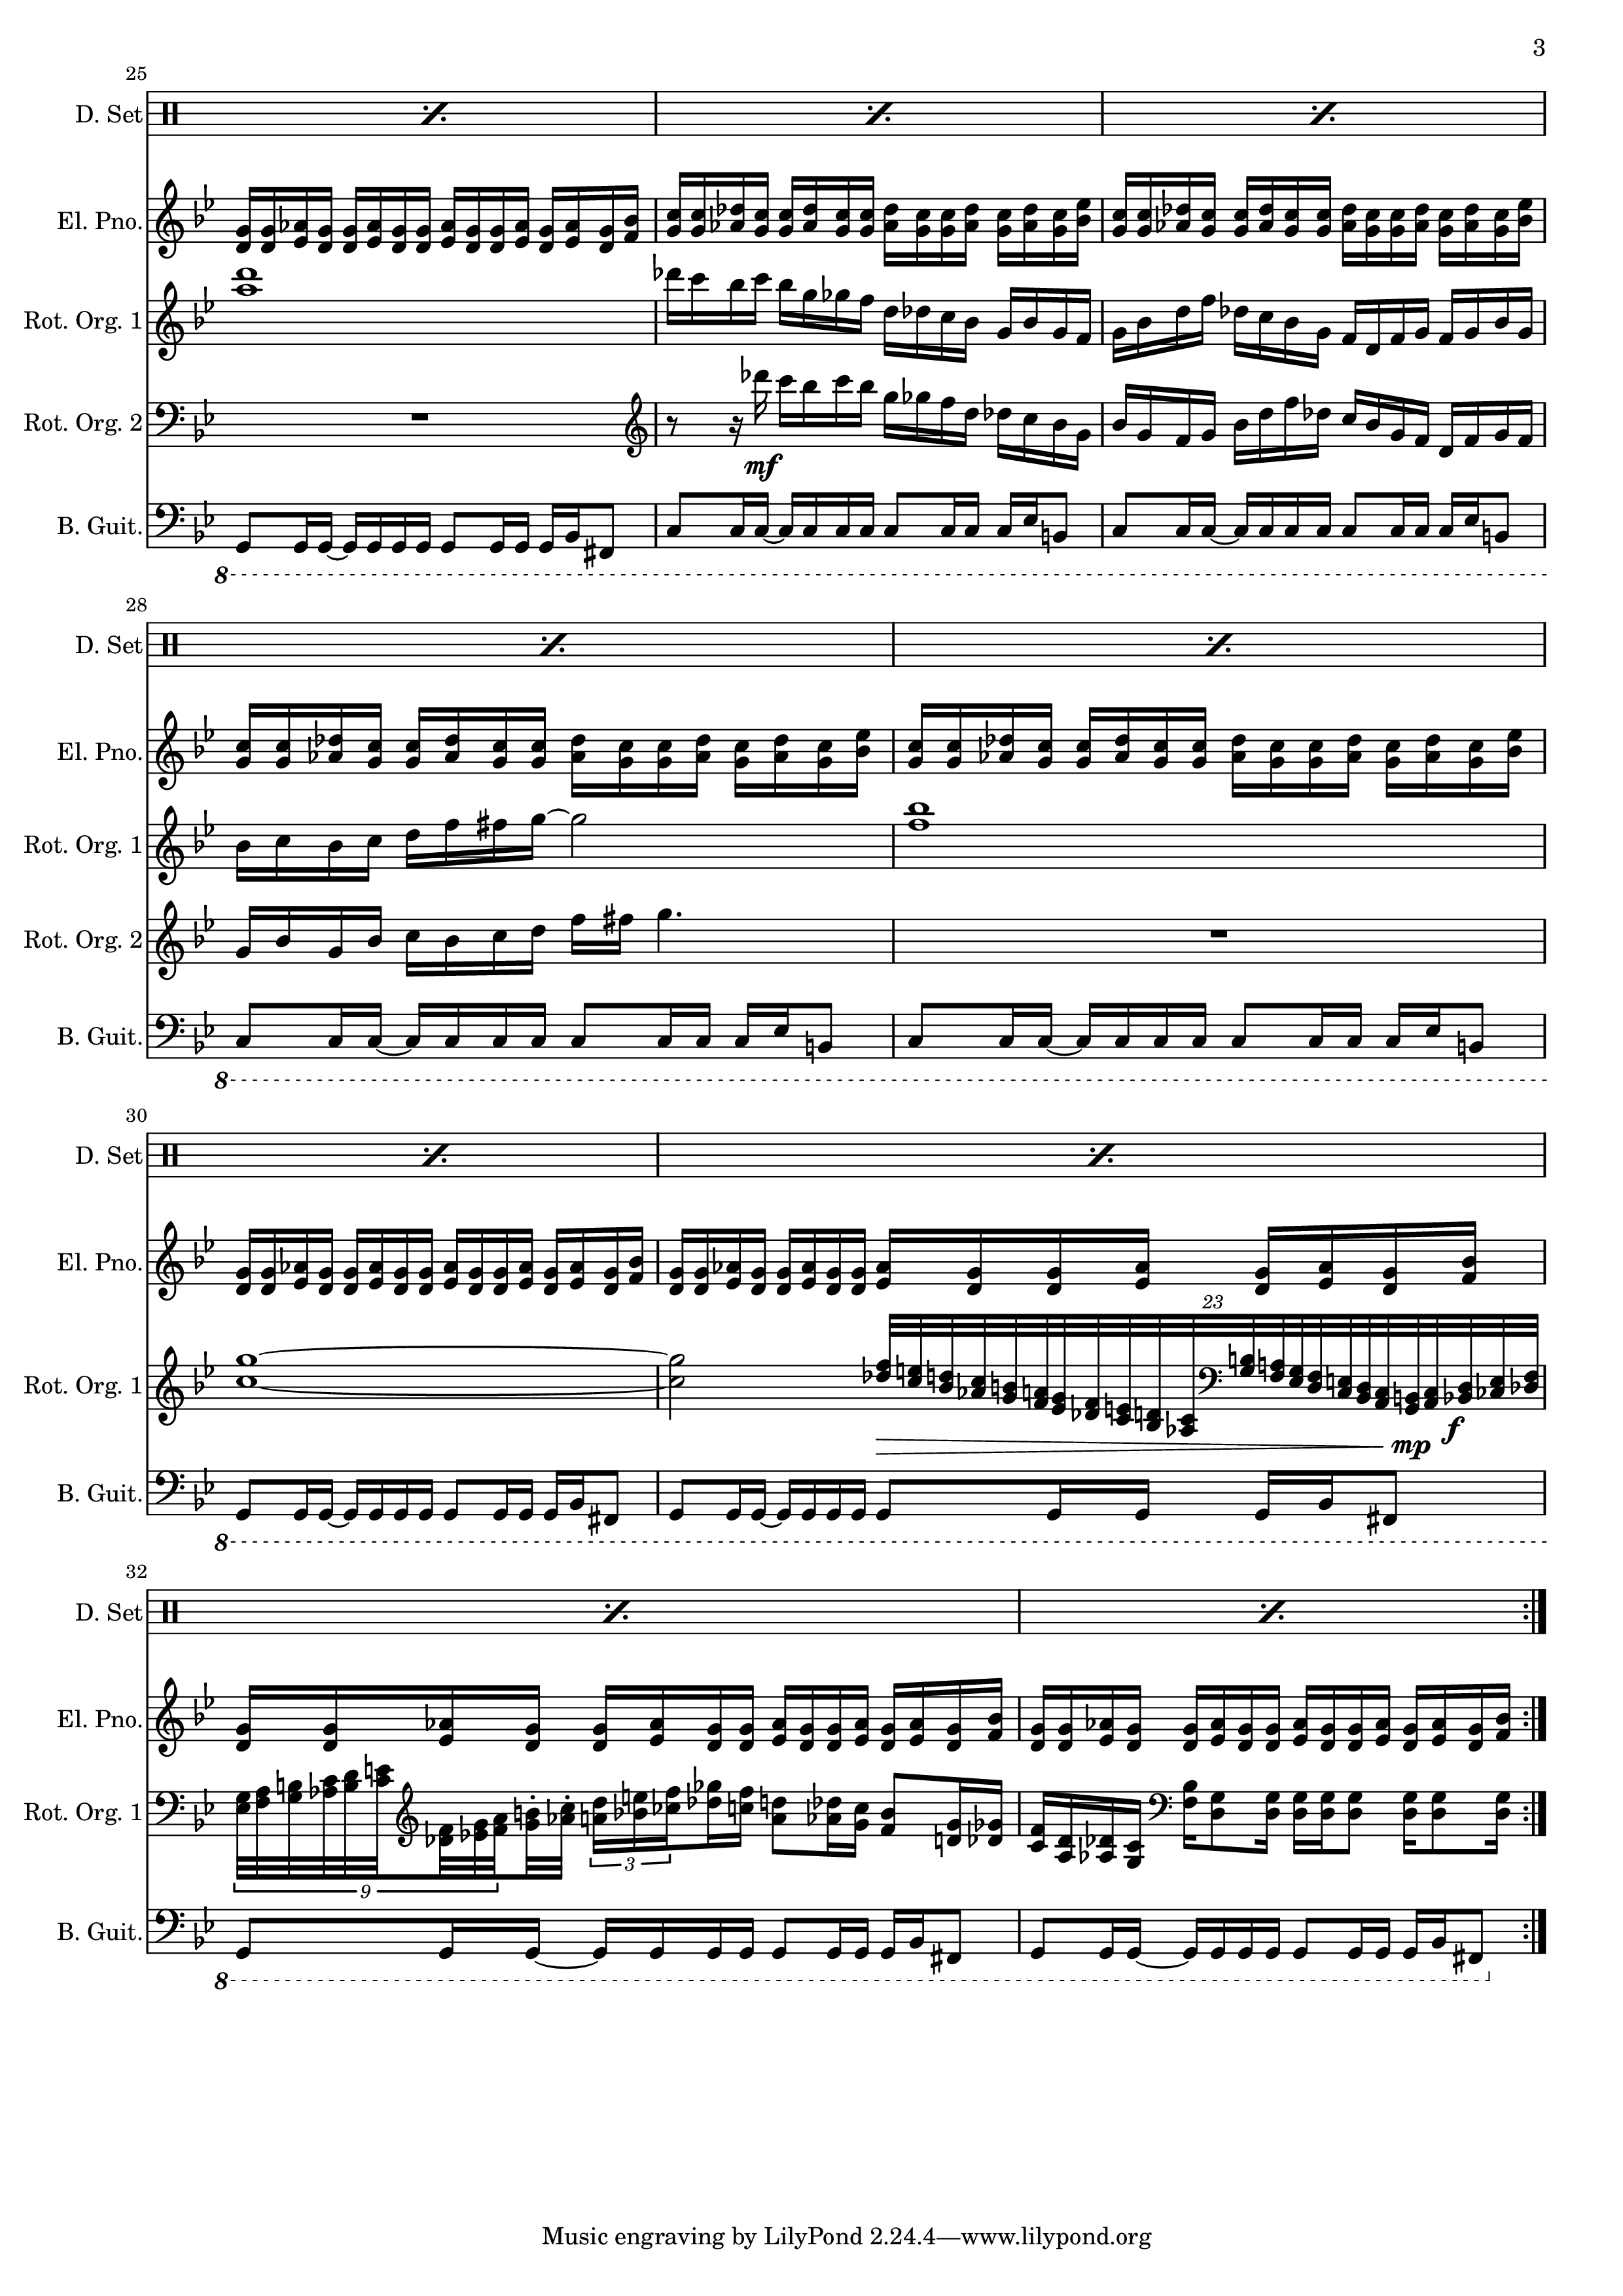 3
25
D. Set
El. Pno.
Rot. Org. 1
Rot. Org. 2
mf
B. Guit.
8
28
D. Set
El. Pno.
Rot. Org. 1
Rot. Org. 2
B. Guit.
8
30
D. Set
El. Pno.
23
Rot. Org. 1
mp f
B. Guit.
8
32
D. Set
El. Pno.
Rot. Org. 1
9 3
B. Guit.
8
Music engraving by LilyPond 2.24.4—www.lilypond.org